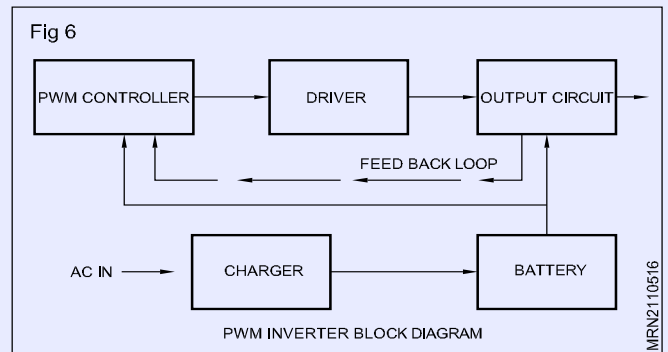 Fig 6
PWM CONTROLLER
DRIVER
OUTPUT CIRCUIT
FEED BACK LOOP
AC IN
CHARGER
BATTERY
PWM INVERTER BLOCK DIAGRAM
MRN2110516